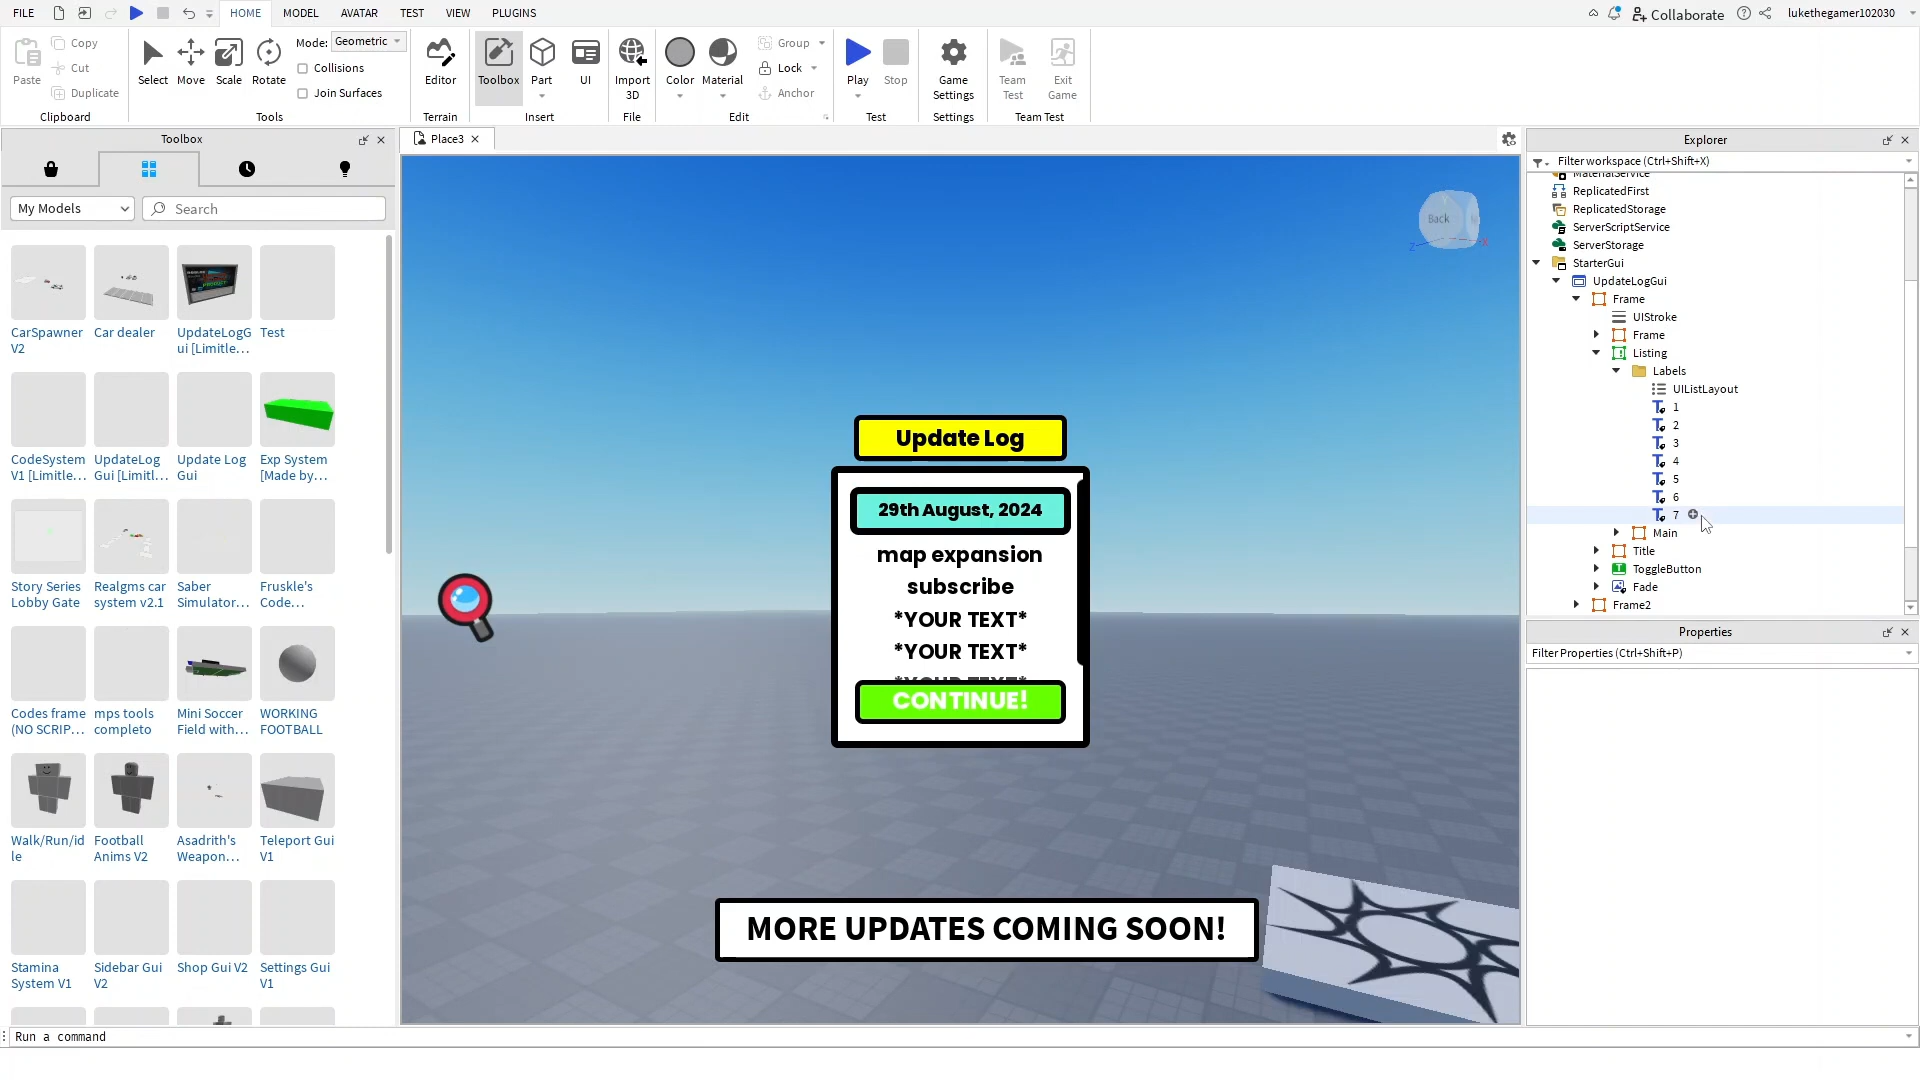 FILE HOME MODEL AVATAR TEST VIEW PLUGINS Collaborate lukethegamer102030
Paste Copy Cut Duplicate Clipboard
Select Move Scale Rotate Mode: Geometric Collisions Join Surfaces Tools
Editor Terrain
Toolbox Part UI Insert
Import 3D File
Color Material Group Lock Anchor Edit
Play Stop Test
Game Settings Settings
Team Test Exit Game Team Test
Toolbox
My Models Search
CarSpawner V2
Car dealer
UpdateLogG ui [Limitle...
Test
CodeSystem V1 [Limitle...
UpdateLog Gui [Limitl...
Update Log Gui
Exp System [Made by...
Story Series Lobby Gate
Realgms car system v2.1
Saber Simulator...
Fruskle's Code...
Codes frame (NO SCRIP...
mps tools completo
Mini Soccer Field with...
WORKING FOOTBALL
Walk/Run/id le
Football Anims V2
Asadrith's Weapon...
Teleport Gui V1
Stamina System V1
Sidebar Gui V2
Shop Gui V2
Settings Gui V1
Place3
Back
Update Log
29th August, 2024
map expansion
subscribe
*YOUR TEXT*
*YOUR TEXT*
*YOUR TEXT*
CONTINUE!
MORE UPDATES COMING SOON!
Explorer
Filter workspace (Ctrl+Shift+X)
MaterialService
ReplicatedFirst
ReplicatedStorage
ServerScriptService
ServerStorage
StarterGui
UpdateLogGui
Frame
UIStroke
Frame
Listing
Labels
UIListLayout
1
2
3
4
5
6
7
Main
Title
ToggleButton
Fade
Frame2
Properties
Filter Properties (Ctrl+Shift+P)
Run a command